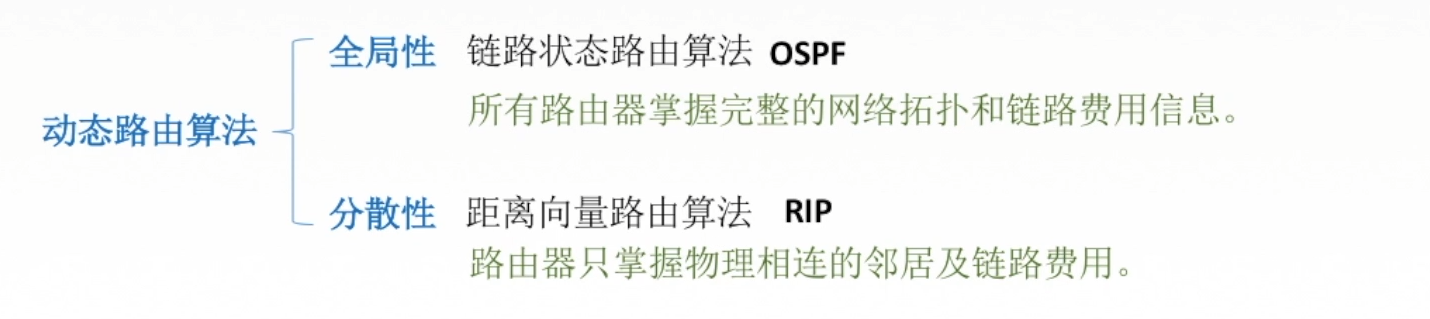 全局性 链路状态路由算法 OSPF
所有路由器掌握完整的网络拓扑和链路费用信息。
动态路由算法
分散性 距离向量路由算法 RIP
路由器只掌握物理相连的邻居及链路费用。